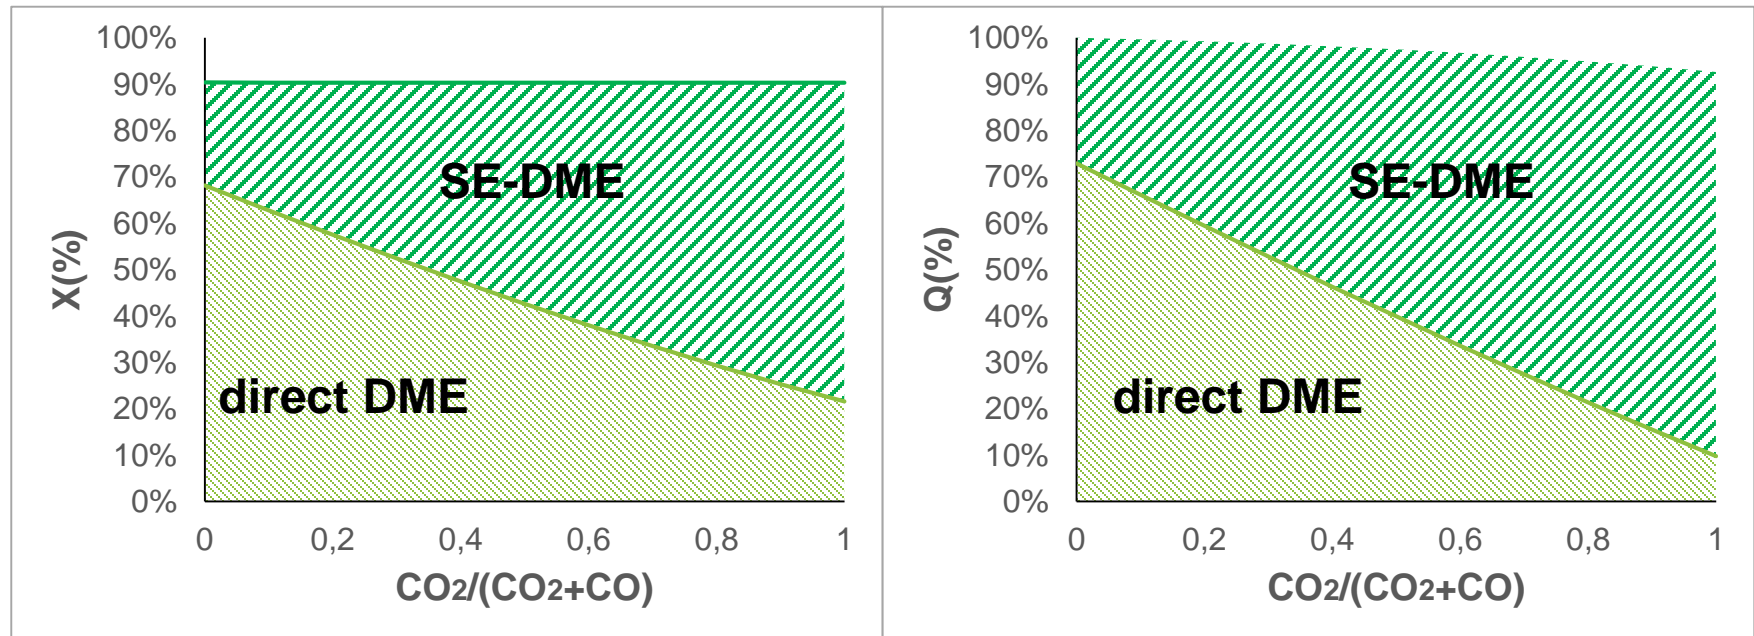 100%
90%
80%
70%
60%
50%
40%
30%
20%
10%
0%
X(%)
SE-DME
direct DME
0 0,2 0,4 0,6 0,8 1
CO2/(CO2+CO)
100%
90%
80%
70%
60%
50%
40%
30%
20%
10%
0%
Q(%)
SE-DME
direct DME
0 0,2 0,4 0,6 0,8 1
CO2/(CO2+CO)